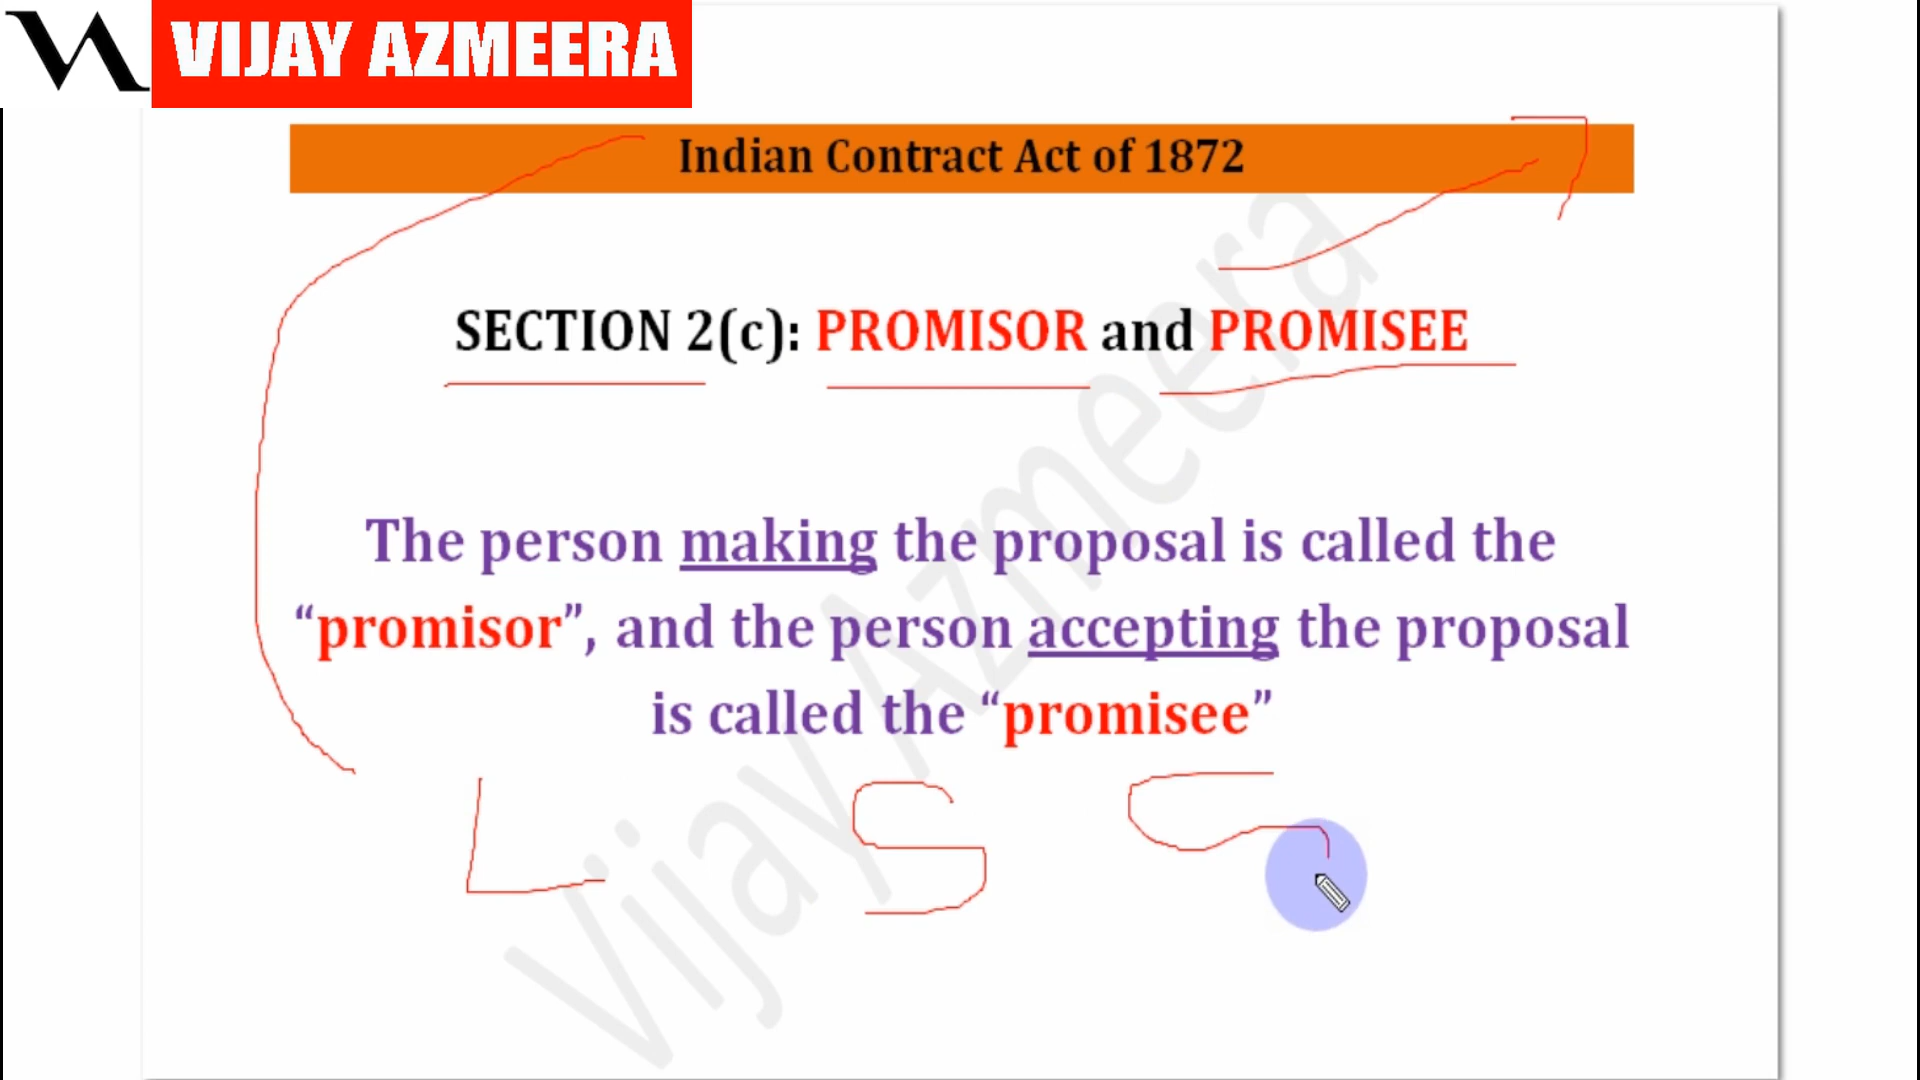 VIJAY AZMEERA
Indian Contract Act of 1872
SECTION 2(c): PROMISOR and PROMISEE
The person making the proposal is called the
“promisor”, and the person accepting the proposal
is called the “promisee”
L S S
Vijay Azmeera